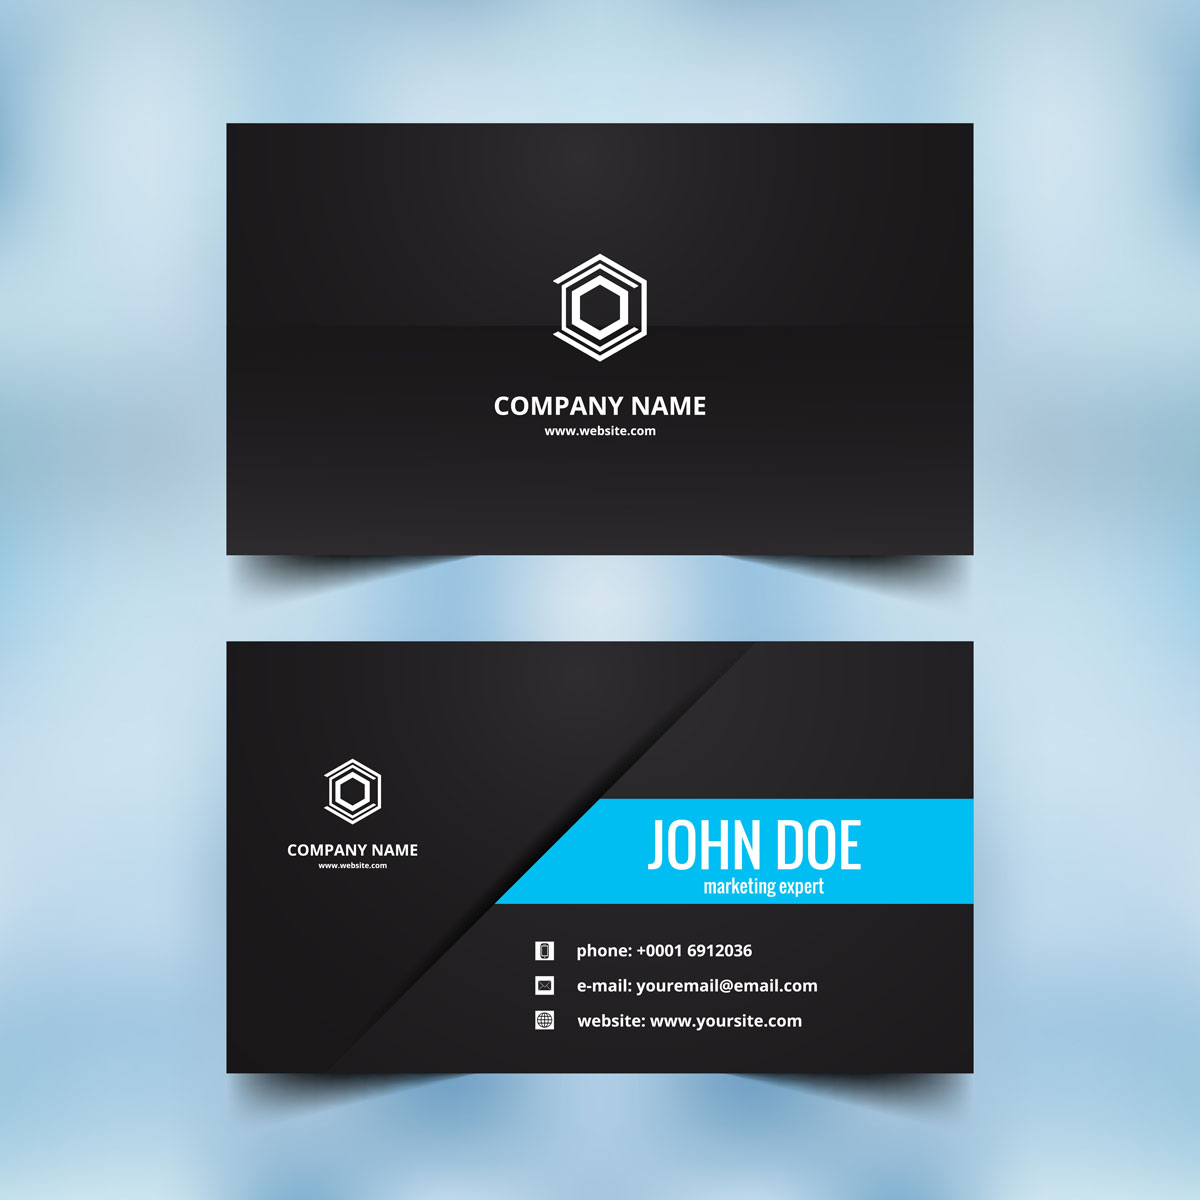 COMPANY NAME
www.website.com
COMPANY NAME
www.website.com
JOHN DOE
marketing expert
phone: +0001 6912036
e-mail: youremail@email.com
website: www.yoursite.com